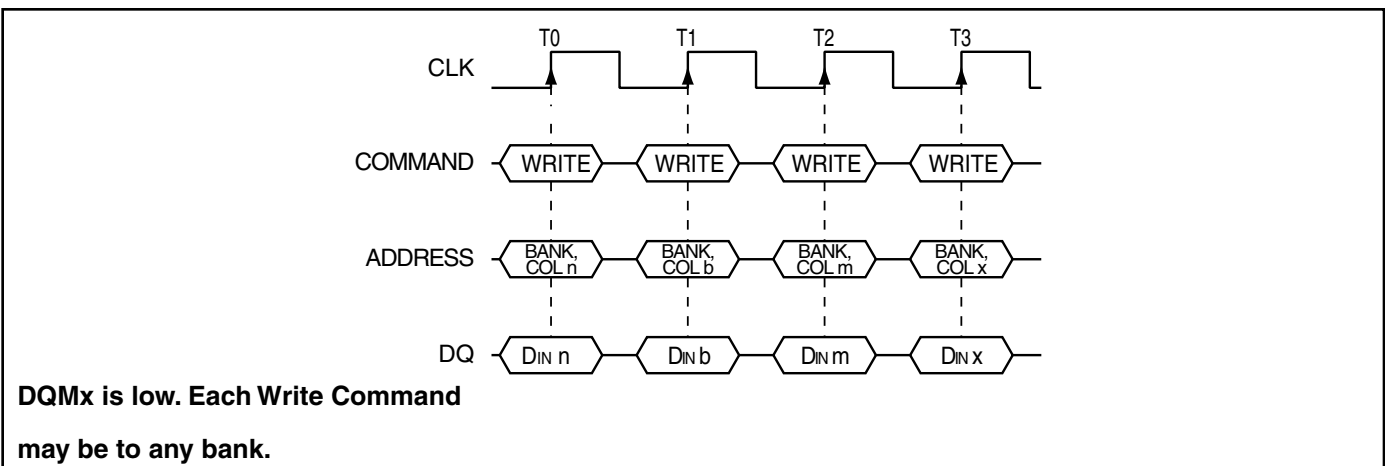 T0 T1 T2 T3
CLK
COMMAND WRITE WRITE WRITE WRITE
ADDRESS BANK, COL n BANK, COL b BANK, COL m BANK, COL x
DQ DIN n DIN b DIN m DIN x
DQMx is low. Each Write Command
may be to any bank.